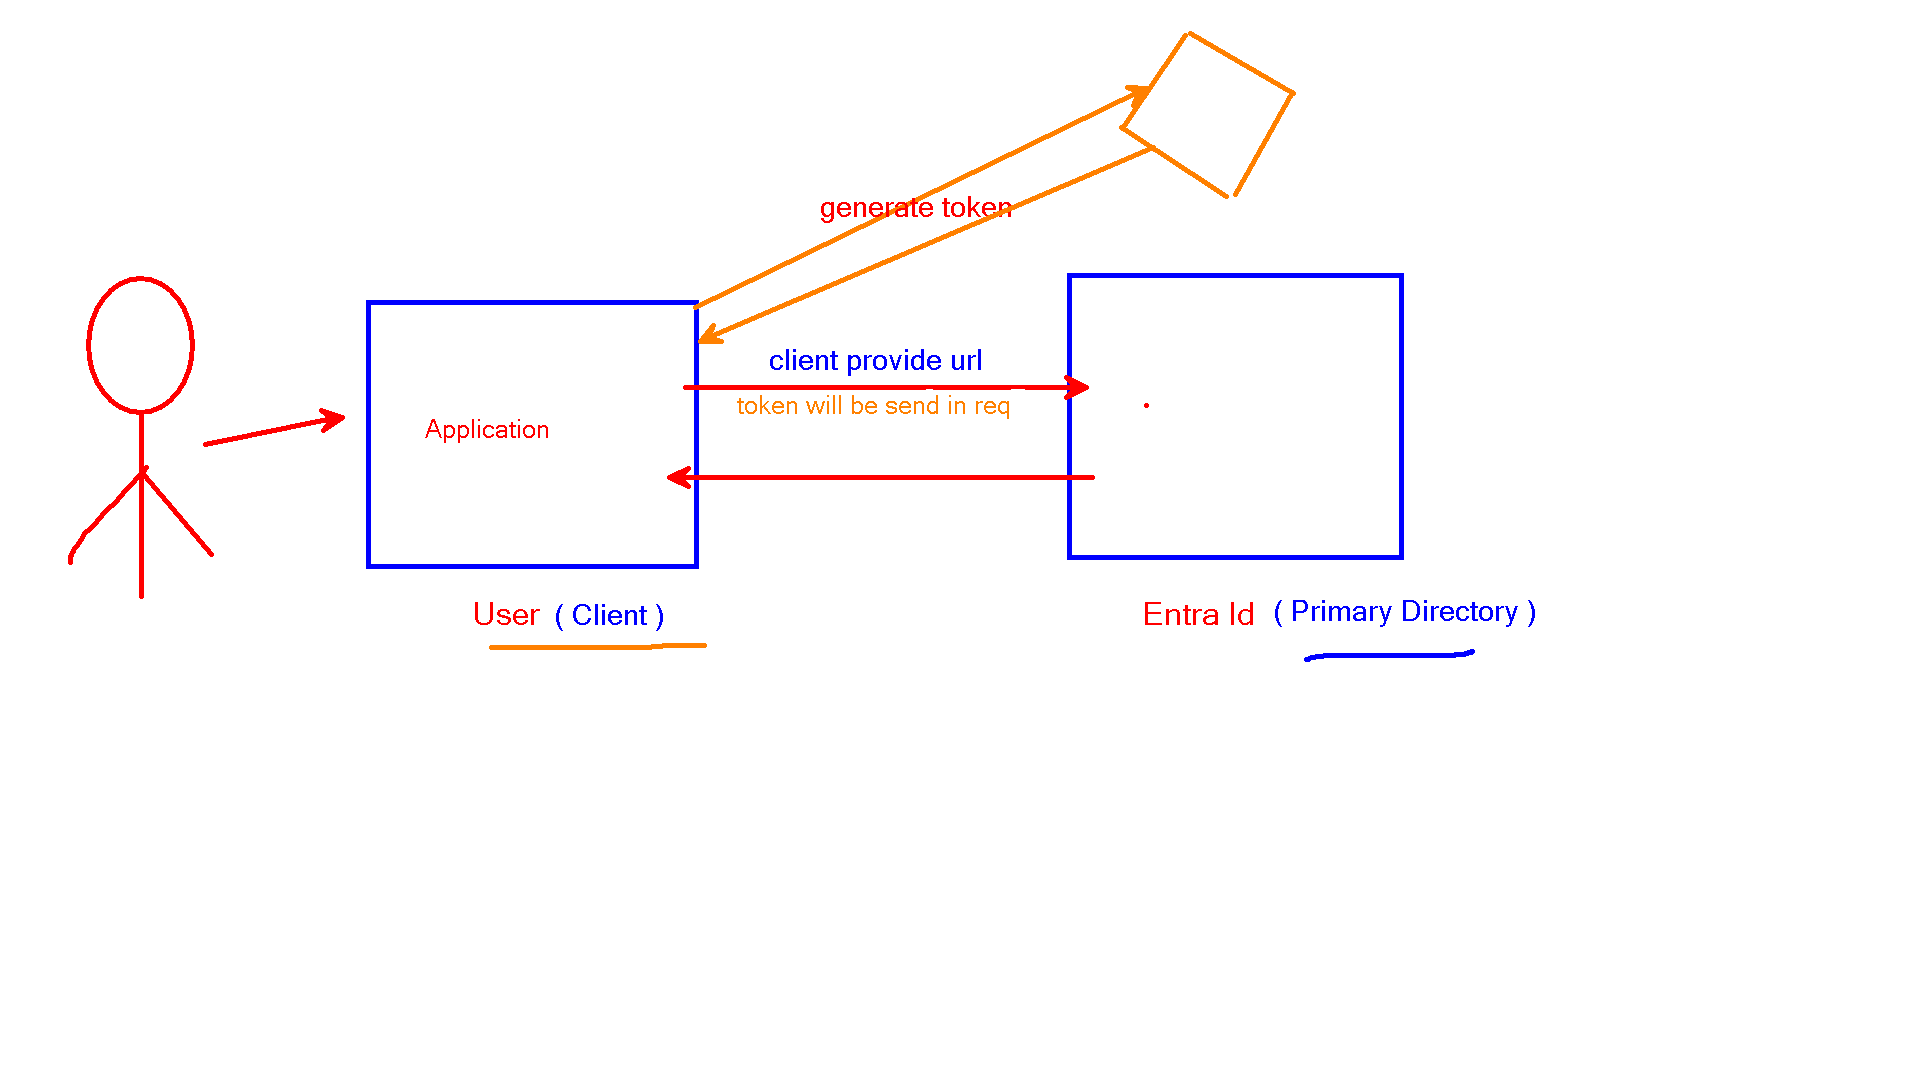 generate token
client provide url
token will be send in req
Application
User ( Client )
Entra Id ( Primary Directory )